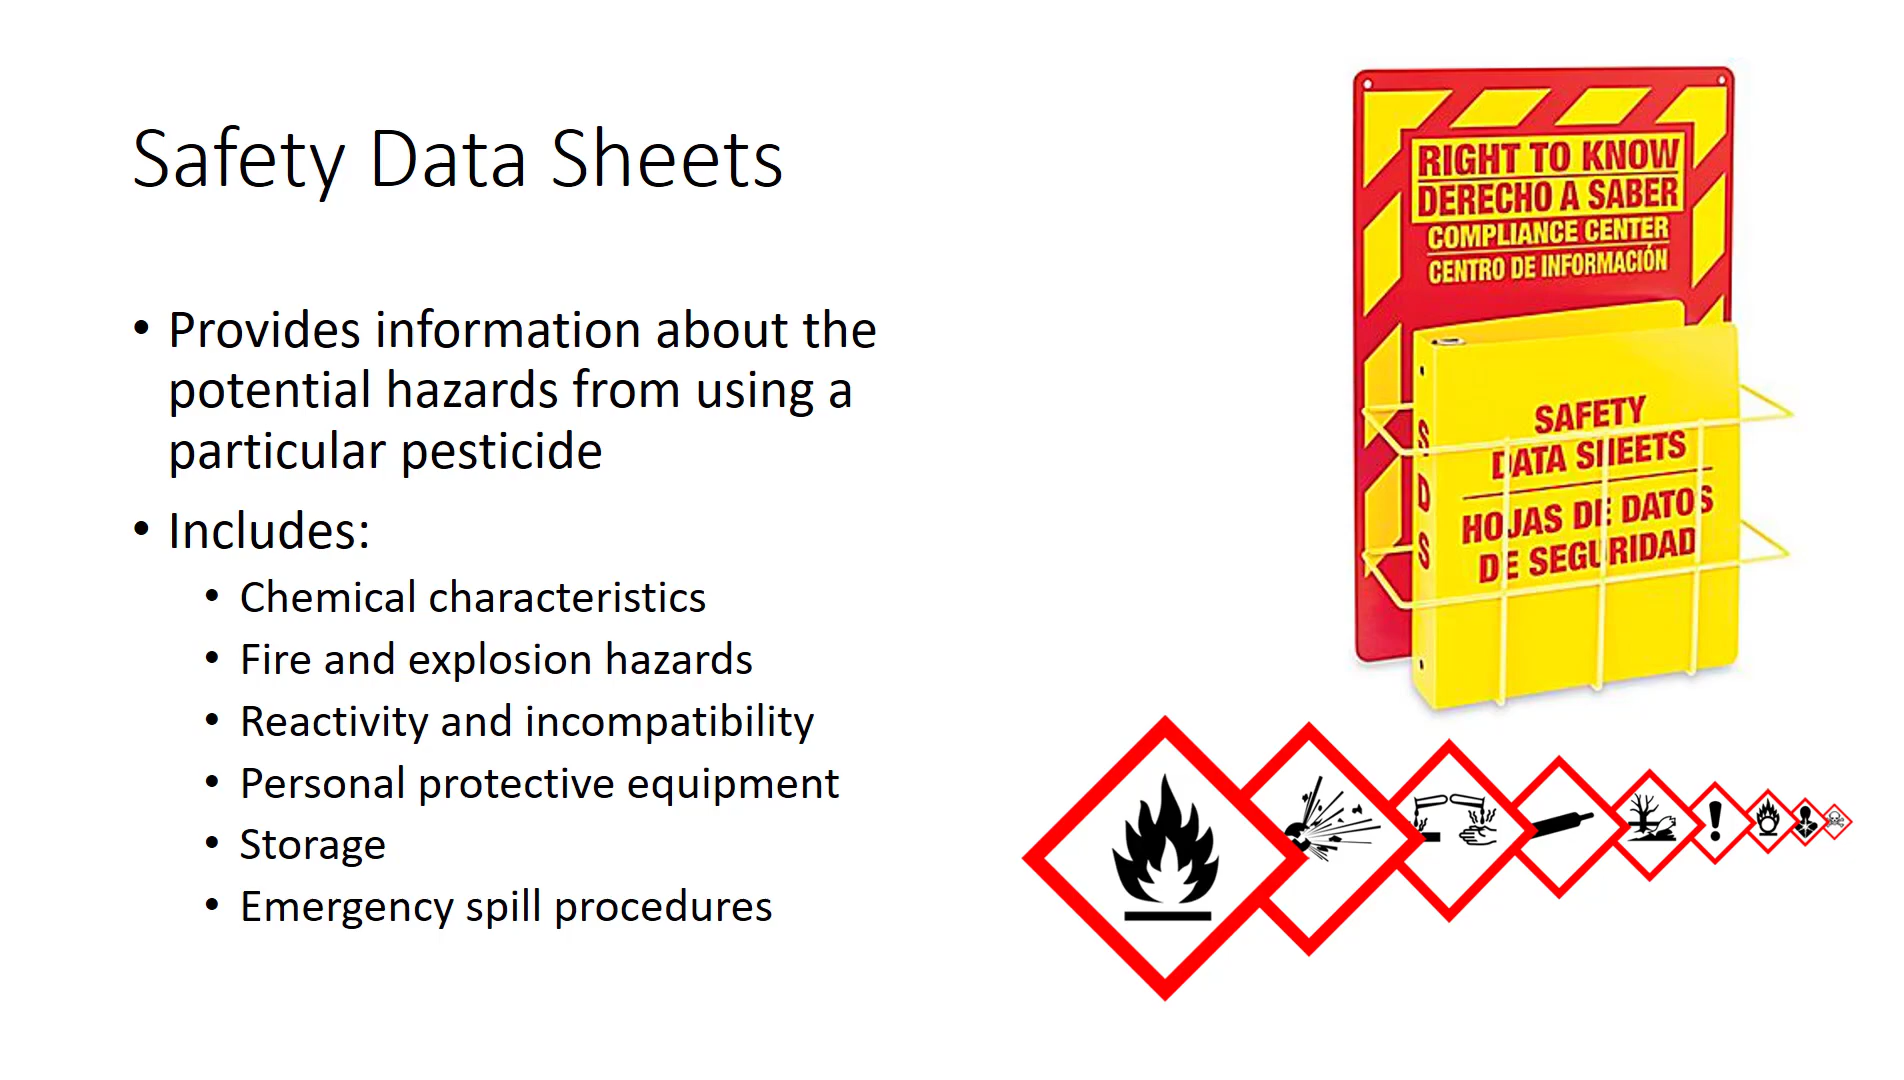 Safety Data Sheets
• Provides information about the
potential hazards from using a
particular pesticide
• Includes:
• Chemical characteristics
• Fire and explosion hazards
• Reactivity and incompatibility
• Personal protective equipment
• Storage
• Emergency spill procedures
RIGHT TO KNOW
DERECHO A SABER
COMPLIANCE CENTER
CENTRO DE INFORMACIÓN
SDS
SAFETY
DATA SHEETS
HOJAS DE DATOS
DE SEGURIDAD